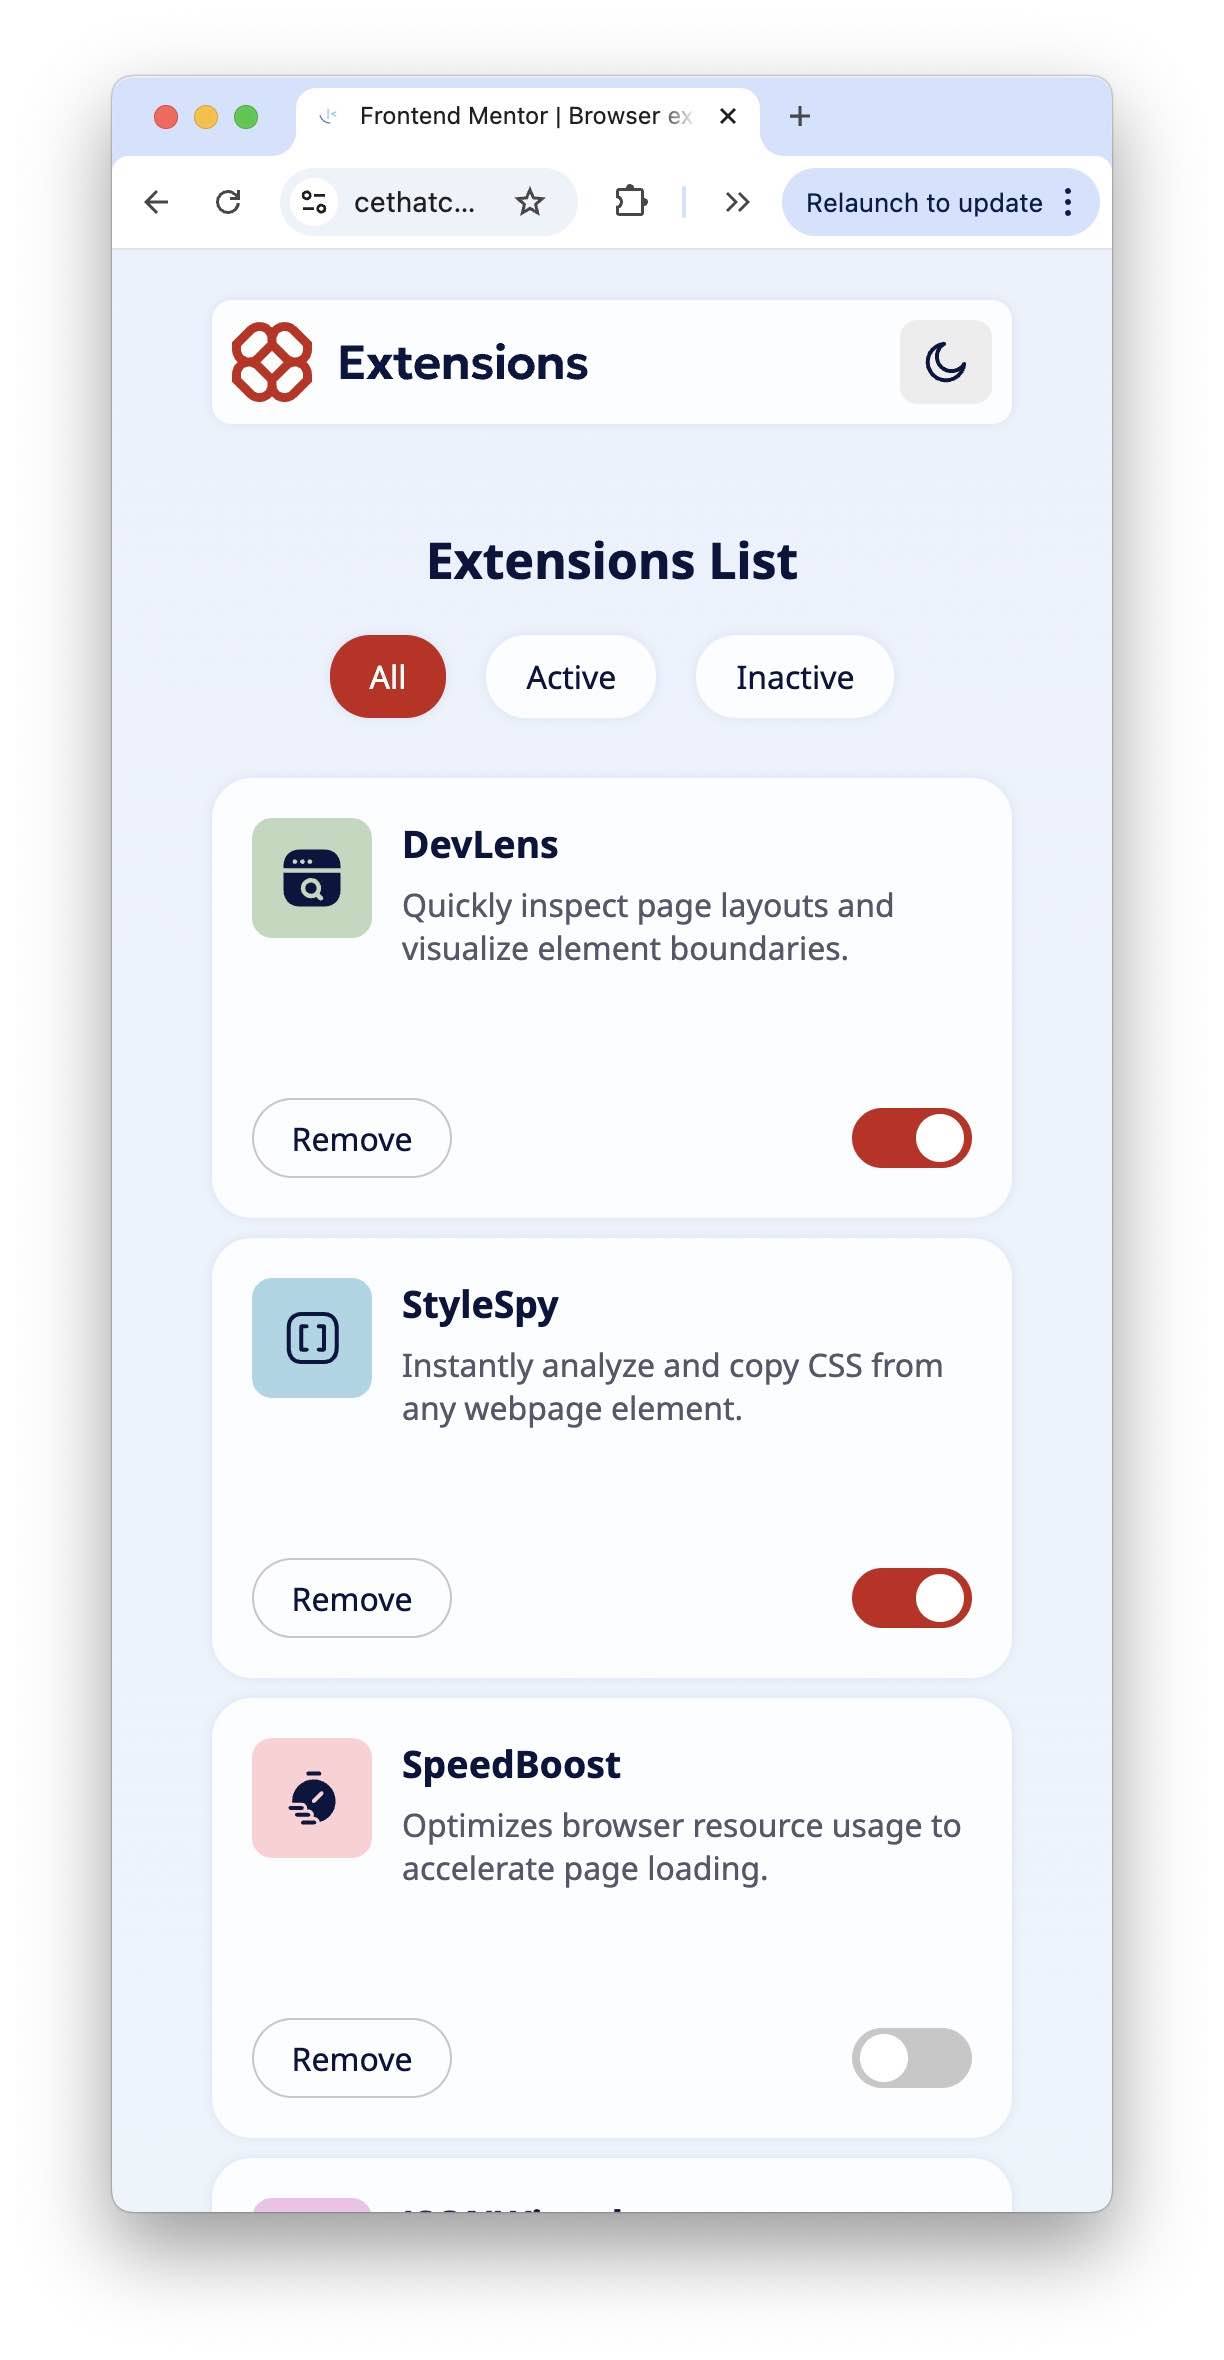 Frontend Mentor | Browser ex
cethatc...
Relaunch to update
Extensions
Extensions List
All
Active
Inactive
DevLens
Quickly inspect page layouts and
visualize element boundaries.
Remove
StyleSpy
Instantly analyze and copy CSS from
any webpage element.
Remove
SpeedBoost
Optimizes browser resource usage to
accelerate page loading.
Remove